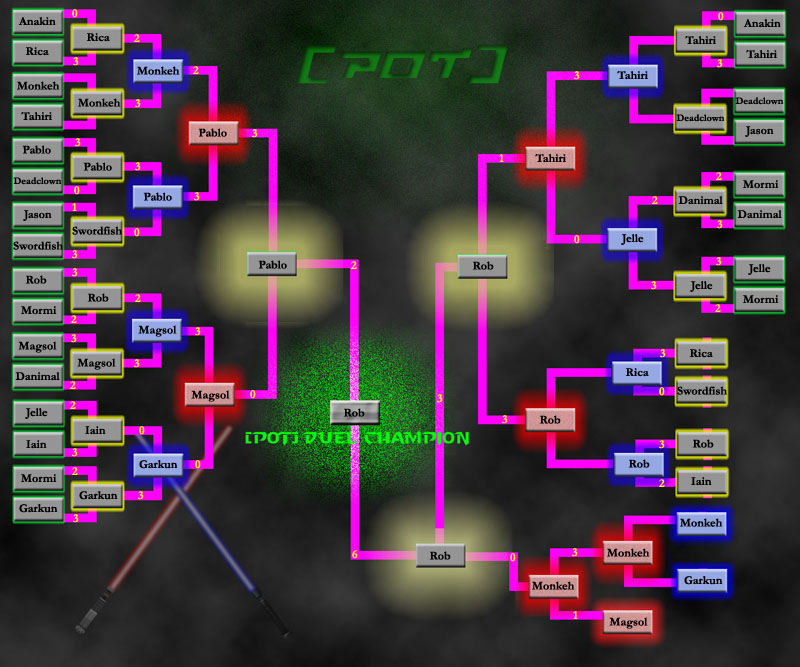 [POT]
Anakin
0
Rica
3
Rica
2
Monkeh
Tahiri
Monkeh
3
Monkeh
2
Pablo
3
Deadclown
0
Pablo
3
Jason
1
Swordfish
3
Swordfish
0
Pablo
3
Pablo
3
Rob
3
Mormi
2
Rob
2
Magsol
3
Danimal
2
Magsol
3
Magsol
3
Jelle
2
Iain
3
Iain
0
Mormi
2
Garkun
3
Garkun
3
Garkun
0
Magsol
0
Pablo
2
Rob
[POT] DUEL CHAMPION
6
Rob
3
Rob
0
Anakin
0
Tahiri
3
Tahiri
Deadclown
Jason
Deadclown
Tahiri
3
Mormi
2
Danimal
3
Danimal
2
Jelle
3
Mormi
2
Jelle
3
Jelle
0
Tahiri
1
Rica
3
Swordfish
0
Rica
Rob
3
Iain
2
Rob
Rob
3
Monkeh
Garkun
Monkeh
3
Monkeh
Magsol
1